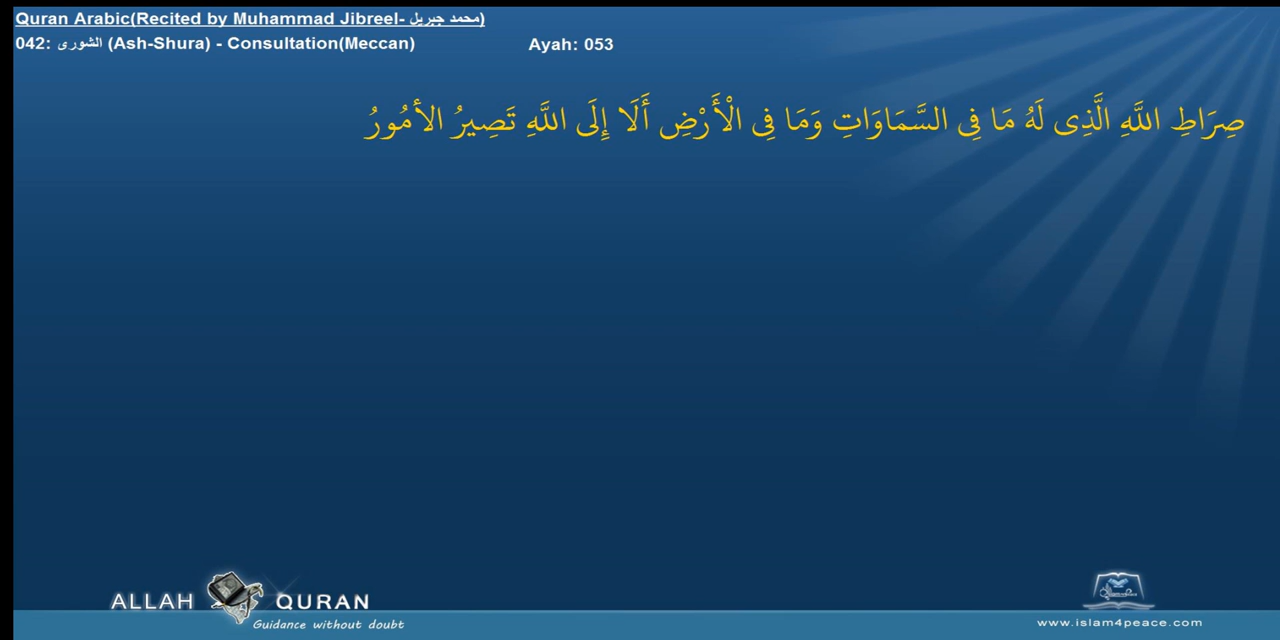 Quran Arabic(Recited by Muhammad Jibreel- محمد جبريل)
042: الشورى (Ash-Shura) - Consultation(Meccan) Ayah: 053
صِرَاطِ اللَّهِ الَّذِى لَهُ مَا فِى السَّمَاوَاتِ وَمَا فِى الْأَرْضِ أَلَا إِلَى اللَّهِ تَصِيرُ الأمُورُ
ALLAH QURAN
Guidance without doubt
www.islam4peace.com